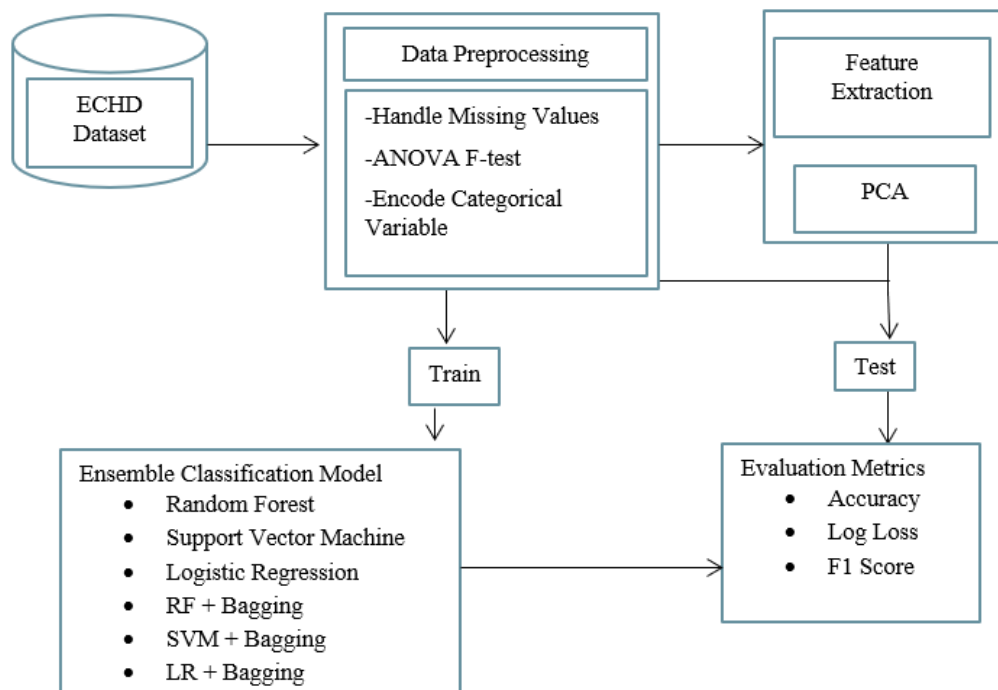 ECHD
Dataset
Data Preprocessing
-Handle Missing Values
-ANOVA F-test
-Encode Categorical
Variable
Feature
Extraction
PCA
Train
Test
Ensemble Classification Model
• Random Forest
• Support Vector Machine
• Logistic Regression
• RF + Bagging
• SVM + Bagging
• LR + Bagging
Evaluation Metrics
• Accuracy
• Log Loss
• F1 Score